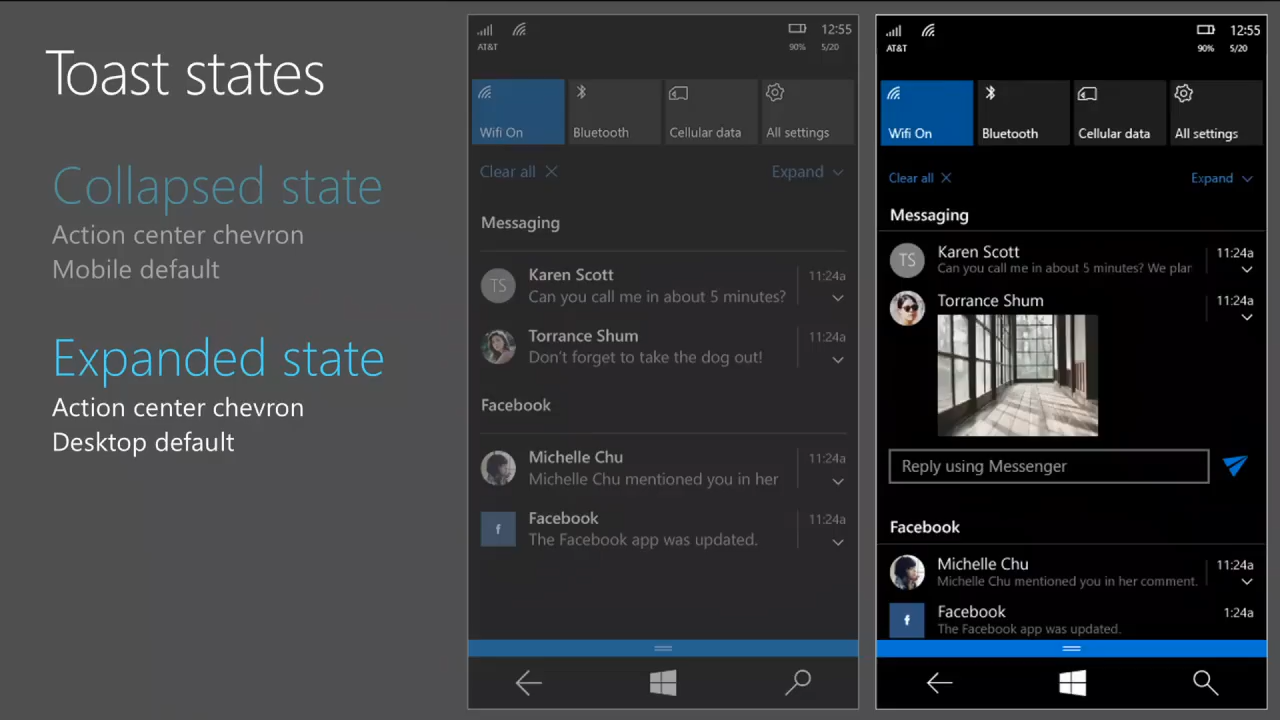 Toast states
Collapsed state
Action center chevron
Mobile default
Expanded state
Action center chevron
Desktop default
AT&T
90%
12:55
5/20
Wifi On
Bluetooth
Cellular data
All settings
Clear all
Expand
Messaging
TS
Karen Scott
11:24a
Can you call me in about 5 minutes?
Torrance Shum
11:24a
Don't forget to take the dog out!
Facebook
Michelle Chu
11:24a
Michelle Chu mentioned you in her
f
Facebook
11:24a
The Facebook app was updated.
AT&T
90%
12:55
5/20
Wifi On
Bluetooth
Cellular data
All settings
Clear all
Expand
Messaging
TS
Karen Scott
11:24a
Can you call me in about 5 minutes? We plar
Torrance Shum
11:24a
Reply using Messenger
Facebook
Michelle Chu
11:24a
Michelle Chu mentioned you in her comment.
f
Facebook
1:24a
The Facebook app was updated.